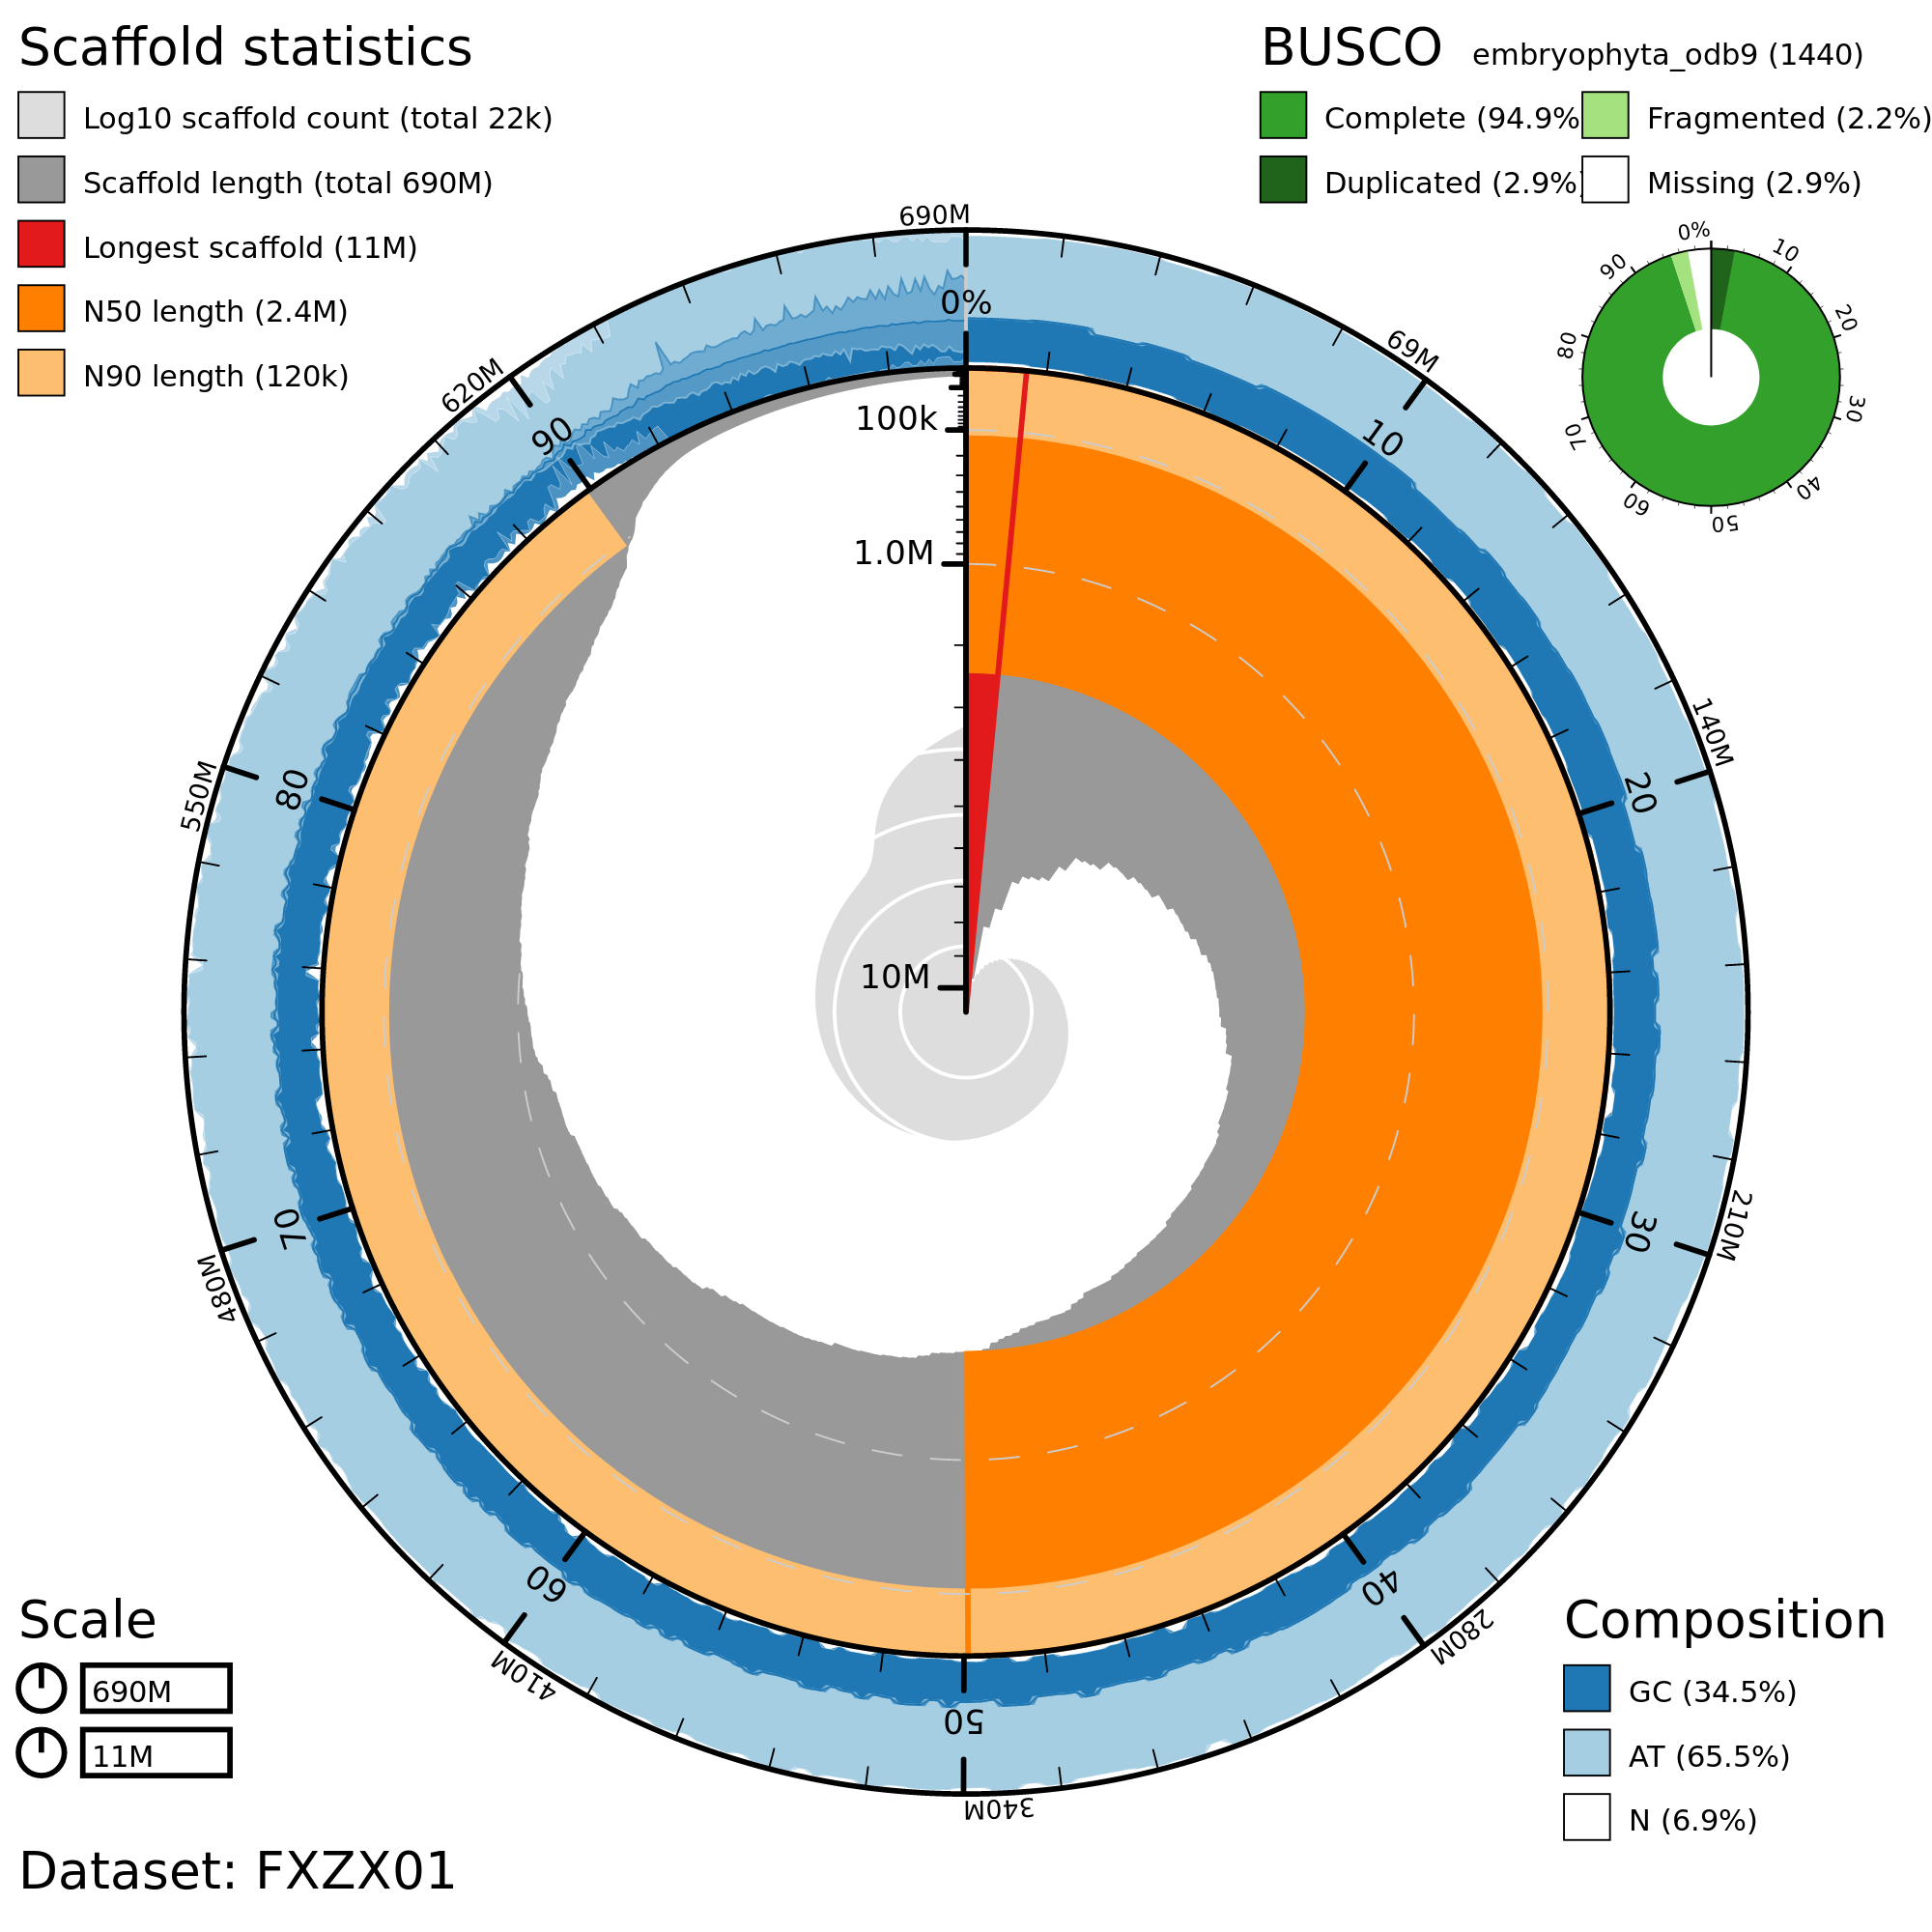 Scaffold statistics
Log10 scaffold count (total 22k)
Scaffold length (total 690M)
Longest scaffold (11M)
N50 length (2.4M)
N90 length (120k)
BUSCO embryophyta_odb9 (1440)
Complete (94.9%
Fragmented (2.2%)
Duplicated (2.9%)
Missing (2.9%)
0%
10
20
30
40
50
60
70
80
90
690M
69M
140M
210M
280M
340M
410M
480M
550M
620M
0%
10
20
30
40
50
60
70
80
90
100k
1.0M
10M
Scale
690M
11M
Composition
GC (34.5%)
AT (65.5%)
N (6.9%)
Dataset: FXZX01